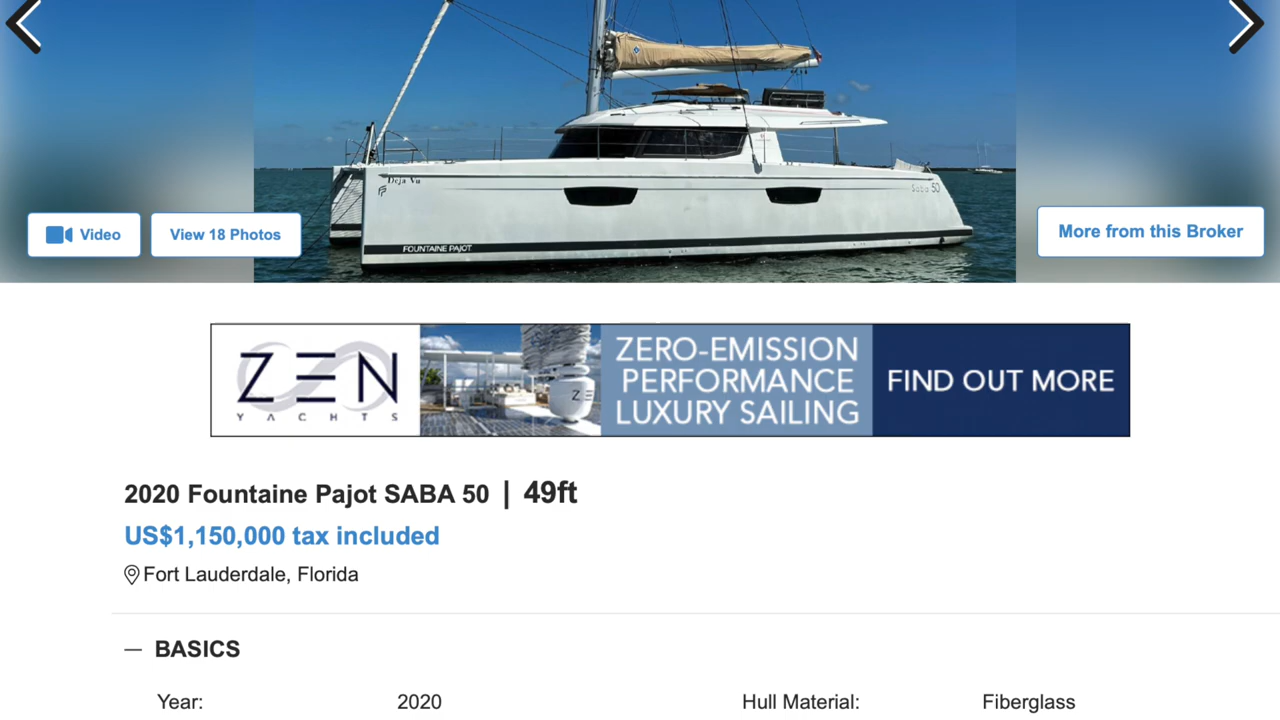 Deja Vu
Saba 50
FOUNTAINE PAJOT
Video
View 18 Photos
More from this Broker
ZEN
YACHTS
ZERO-EMISSION
PERFORMANCE
LUXURY SAILING
FIND OUT MORE
2020 Fountaine Pajot SABA 50 | 49ft
US$1,150,000 tax included
Fort Lauderdale, Florida
— BASICS
Year: 2020 Hull Material: Fiberglass